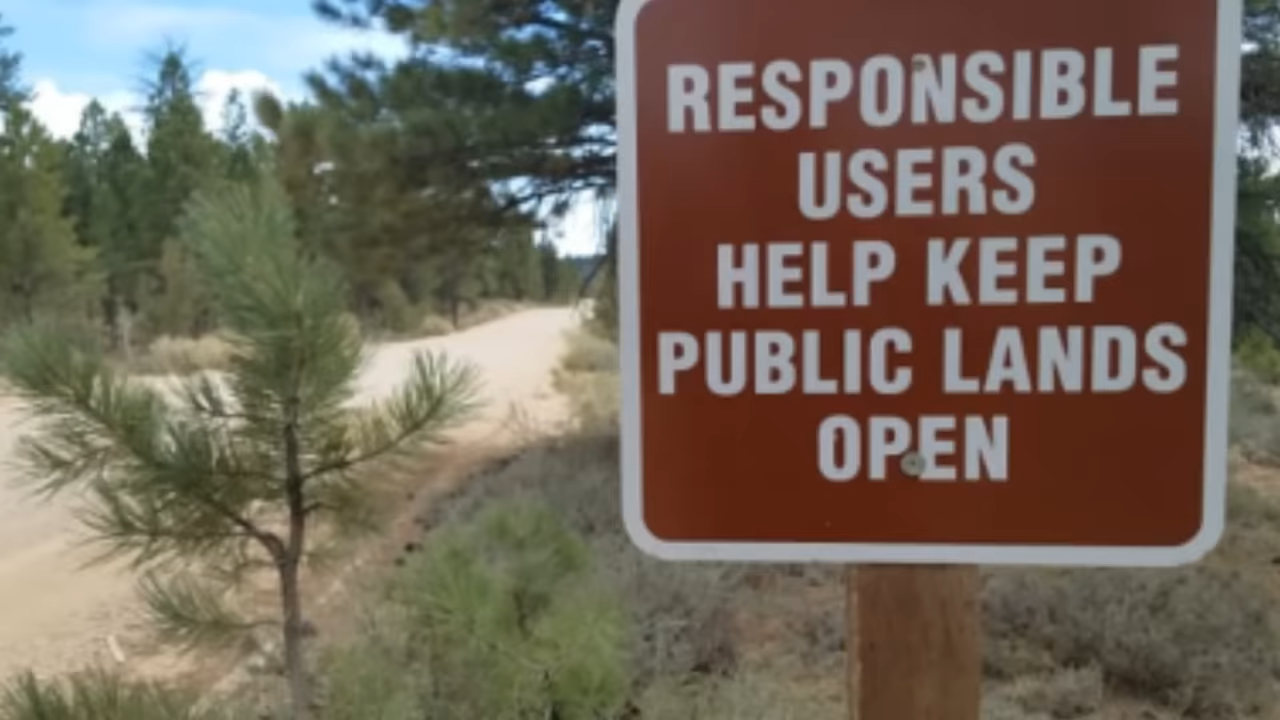 RESPONSIBLE
USERS
HELP KEEP
PUBLIC LANDS
OPEN